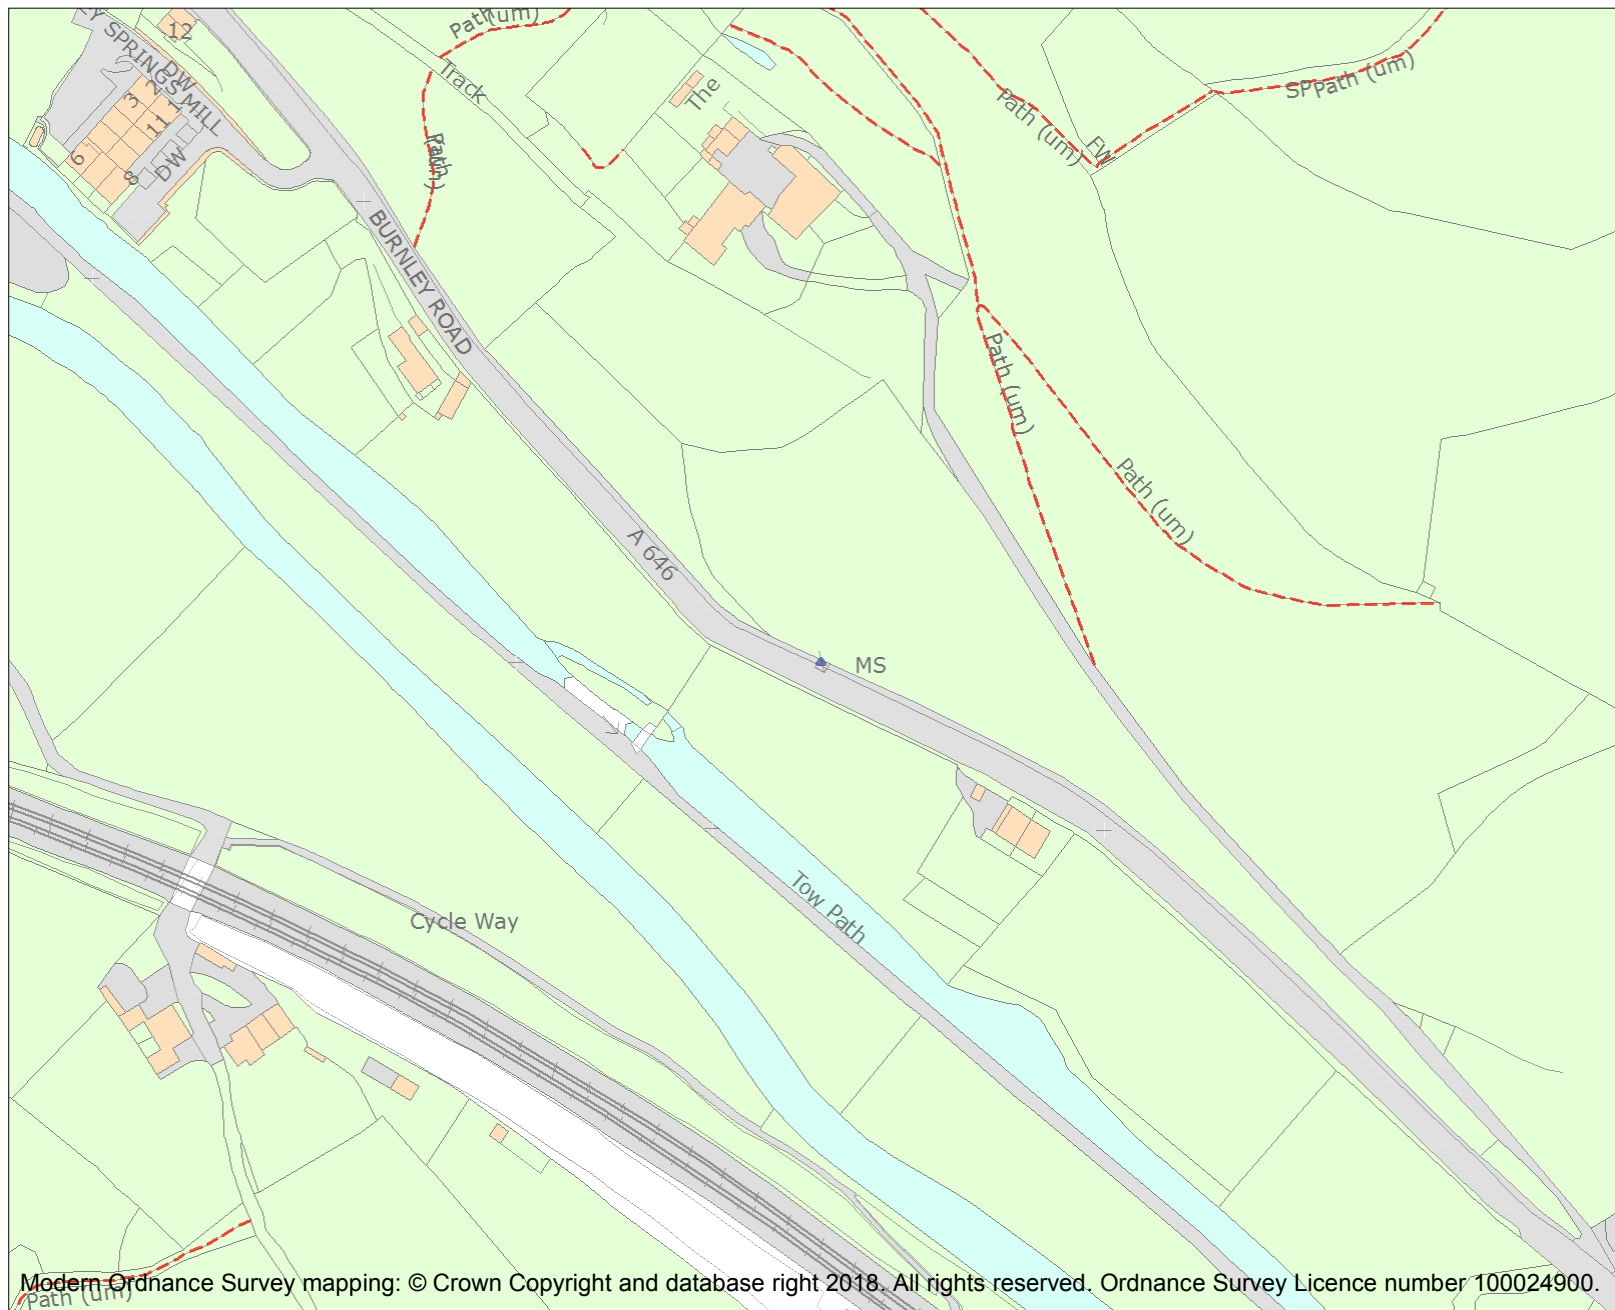 Path (um)
12
Y SPRINGS MILL
DW
2
3
1
11
6
8
DW
Track
The
Path
BURNLEY ROAD
Path (um)
FW
SP
Path (um)
Path (um)
Path (um)
A 646
MS
Tow Path
Cycle Way
Path (um)
Modern Ordnance Survey mapping: © Crown Copyright and database right 2018. All rights reserved. Ordnance Survey Licence number 100024900.